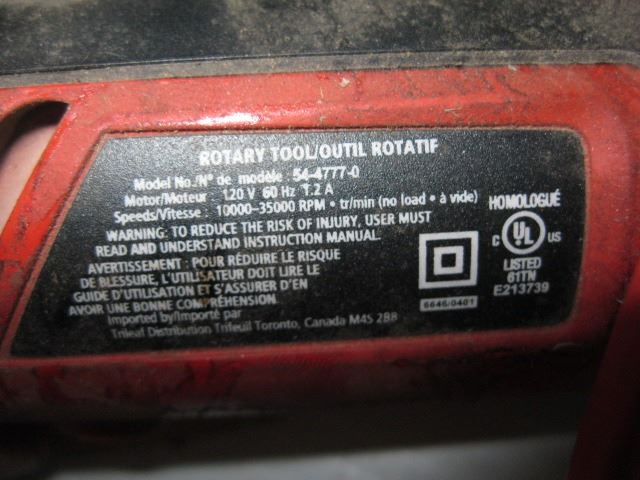 ROTARY TOOL/OUTIL ROTATIF
Model No./Nº de modèle : 54-4777-0
Motor/Moteur : 120 V 60 Hz 1.2 A
Speeds/Vitesse : 10000-35000 RPM • tr/min (no load • à vide)
WARNING: TO REDUCE THE RISK OF INJURY, USER MUST
READ AND UNDERSTAND INSTRUCTION MANUAL.
AVERTISSEMENT : POUR RÉDUIRE LE RISQUE
DE BLESSURE, L'UTILISATEUR DOIT LIRE LE
GUIDE D'UTILISATION ET S'ASSURER D'EN
AVOIR UNE BONNE COMPRÉHENSION.
Imported by/Importé par
Trileaf Distribution Trifeuil Toronto, Canada M4S 2B8
6646/0401
HOMOLOGUÉ
C UL US
LISTED
61TN
E213739